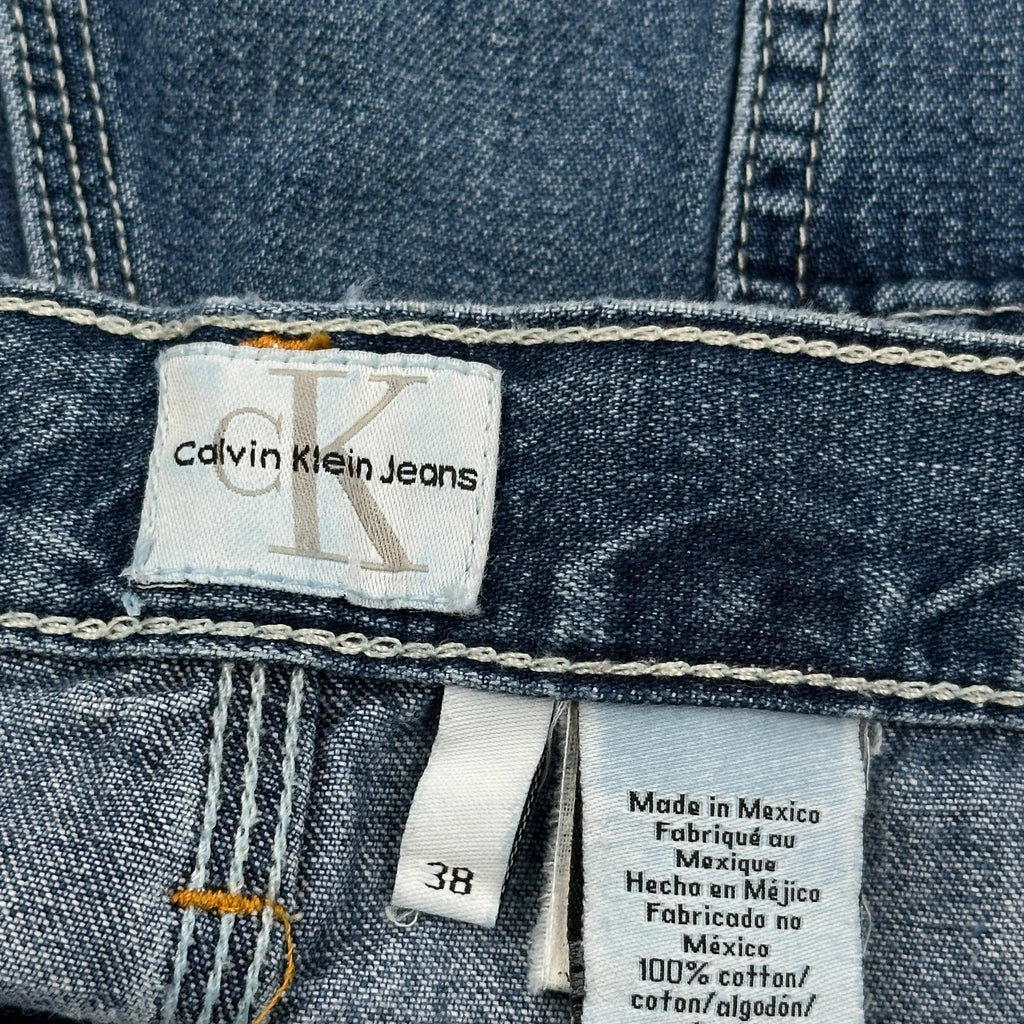 CK
Calvin Klein Jeans
38
Made in Mexico
Fabriqué au
Mexique
Hecho en Méjico
Fabricado no
México
100% cotton/
coton/algodón/